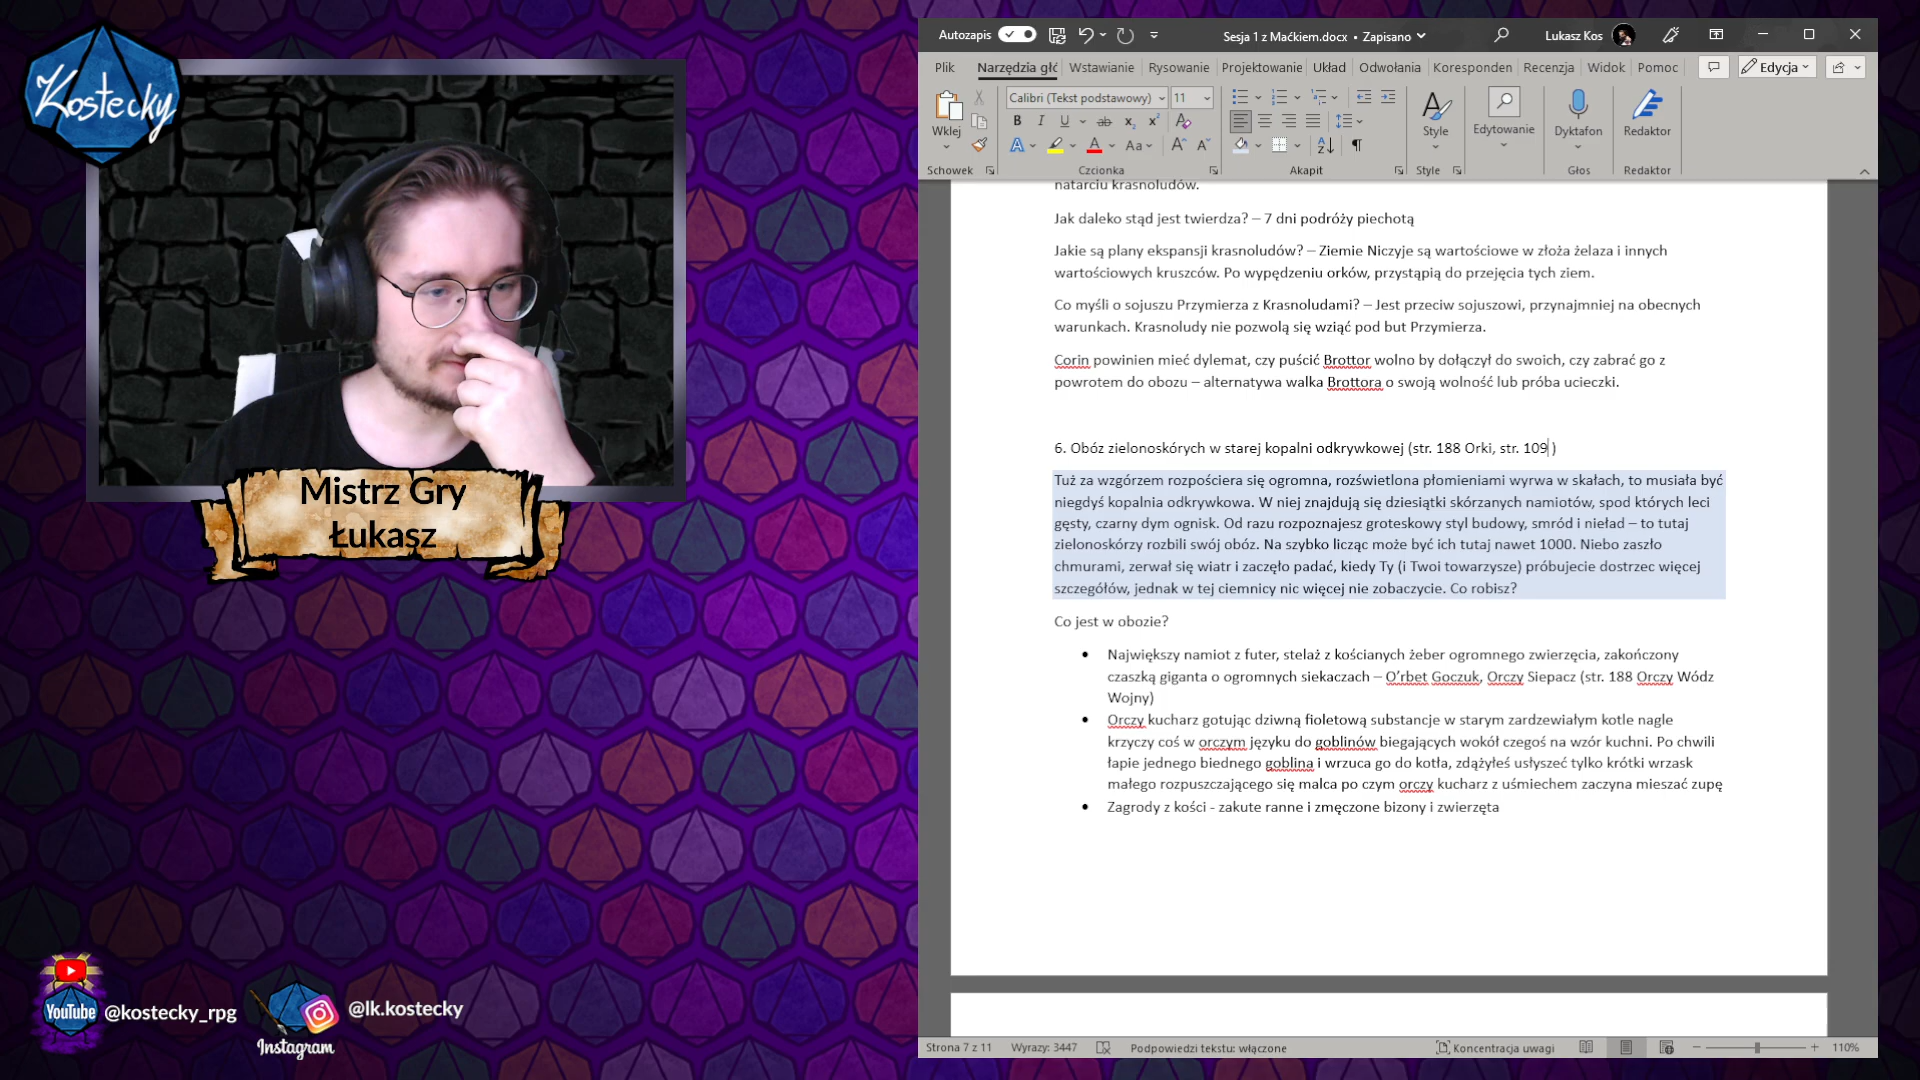 Kostecky
Mistrz Gry
Łukasz
YouTube
@kostecky_rpg
Instagram
@lk.kostecky
Autozapis
Sesja 1 z Maćkiem.docx • Zapisano
Lukasz Kos
Plik
Narzędzia głć
Wstawianie
Rysowanie
Projektowanie
Układ
Odwołania
Koresponden
Recenzja
Widok
Pomoc
Edycja
Wklej
Schowek
Calibri (Tekst podstawowy)
11
Czcionka
Akapit
Style
Style
Edytowanie
Dyktafon
Głos
Redaktor
Redaktor
natarciu krasnoludów.
Jak daleko stąd jest twierdza? – 7 dni podróży piechotą
Jakie są plany ekspansji krasnoludów? – Ziemie Niczyje są wartościowe w złoża żelaza i innych
wartościowych kruszców. Po wypędzeniu orków, przystąpią do przejęcia tych ziem.
Co myśli o sojuszu Przymierza z Krasnoludami? – Jest przeciw sojuszowi, przynajmniej na obecnych
warunkach. Krasnoludy nie pozwolą się wziąć pod but Przymierza.
Corin powinien mieć dylemat, czy puścić Brottor wolno by dołączył do swoich, czy zabrać go z
powrotem do obozu – alternatywa walka Brottora o swoją wolność lub próba ucieczki.
6. Obóz zielonoskórych w starej kopalni odkrywkowej (str. 188 Orki, str. 109 )
Tuż za wzgórzem rozpościera się ogromna, rozświetlona płomieniami wyrwa w skałach, to musiała być
niegdyś kopalnia odkrywkowa. W niej znajdują się dziesiątki skórzanych namiotów, spod których leci
gęsty, czarny dym ognisk. Od razu rozpoznajesz groteskowy styl budowy, smród i nieład – to tutaj
zielonoskórzy rozbili swój obóz. Na szybko licząc może być ich tutaj nawet 1000. Niebo zaszło
chmurami, zerwał się wiatr i zaczęło padać, kiedy Ty (i Twoi towarzysze) próbujecie dostrzec więcej
szczegółów, jednak w tej ciemnicy nic więcej nie zobaczycie. Co robisz?
Co jest w obozie?
• Największy namiot z futer, stelaż z kościanych żeber ogromnego zwierzęcia, zakończony
czaszką giganta o ogromnych siekaczach – O'rbet Goczuk, Orczy Siepacz (str. 188 Orczy Wódz
Wojny)
• Orczy kucharz gotując dziwną fioletową substancje w starym zardzewiałym kotle nagle
krzyczy coś w orczym języku do goblinów biegających wokół czegoś na wzór kuchni. Po chwili
łapie jednego biednego goblina i wrzuca go do kotła, zdążyłeś usłyszeć tylko krótki wrzask
małego rozpuszczającego się malca po czym orczy kucharz z uśmiechem zaczyna mieszać zupę
• Zagrody z kości - zakute ranne i zmęczone bizony i zwierzęta
Strona 7 z 11
Wyrazy: 3447
Podpowiedzi tekstu: włączone
Koncentracja uwagi
110%